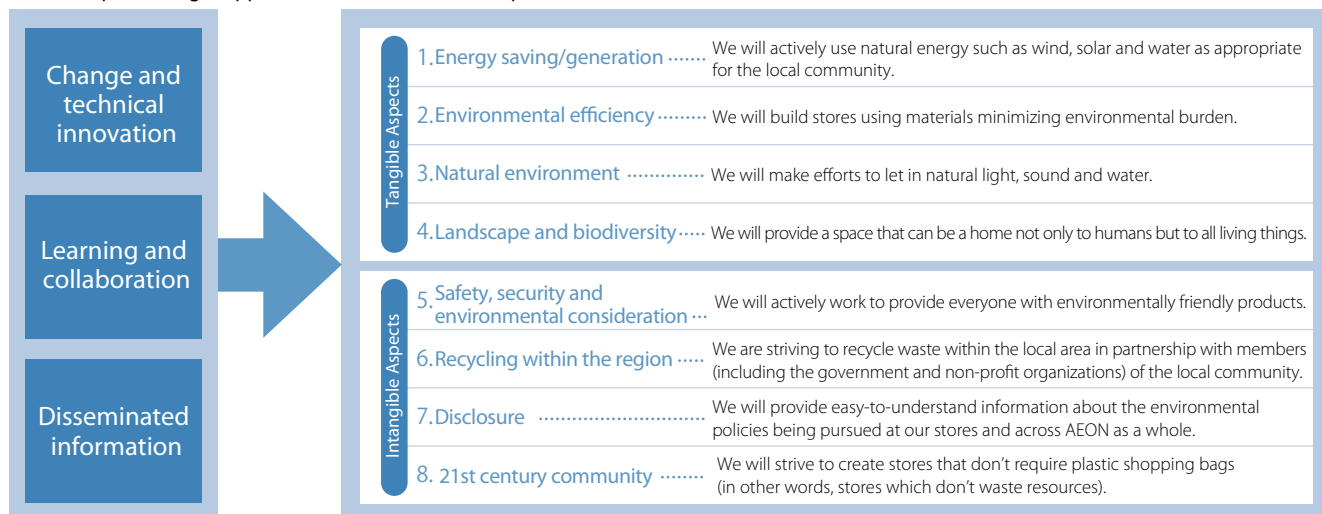 Change and
technical
innovation
Learning and
collaboration
Disseminated
information
Tangible Aspects
1. Energy saving/generation ······· We will actively use natural energy such as wind, solar and water as appropriate
for the local community.
2. Environmental efficiency ········· We will build stores using materials minimizing environmental burden.
3. Natural environment ·············· We will make efforts to let in natural light, sound and water.
4. Landscape and biodiversity ····· We will provide a space that can be a home not only to humans but to all living things.
Intangible Aspects
5. Safety, security and
environmental consideration ··· We will actively work to provide everyone with environmentally friendly products.
6. Recycling within the region ····· We are striving to recycle waste within the local area in partnership with members
(including the government and non-profit organizations) of the local community.
7. Disclosure ····························· We will provide easy-to-understand information about the environmental
policies being pursued at our stores and across AEON as a whole.
8. 21st century community ········ We will strive to create stores that don't require plastic shopping bags
(in other words, stores which don't waste resources).